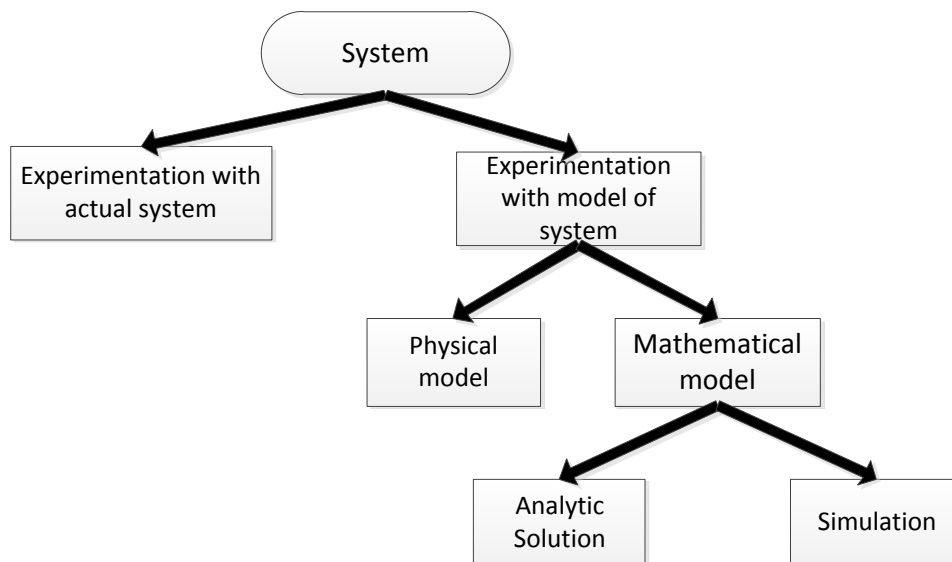 System
Experimentation with
actual system
Experimentation
with model of
system
Physical
model
Mathematical
model
Analytic
Solution
Simulation